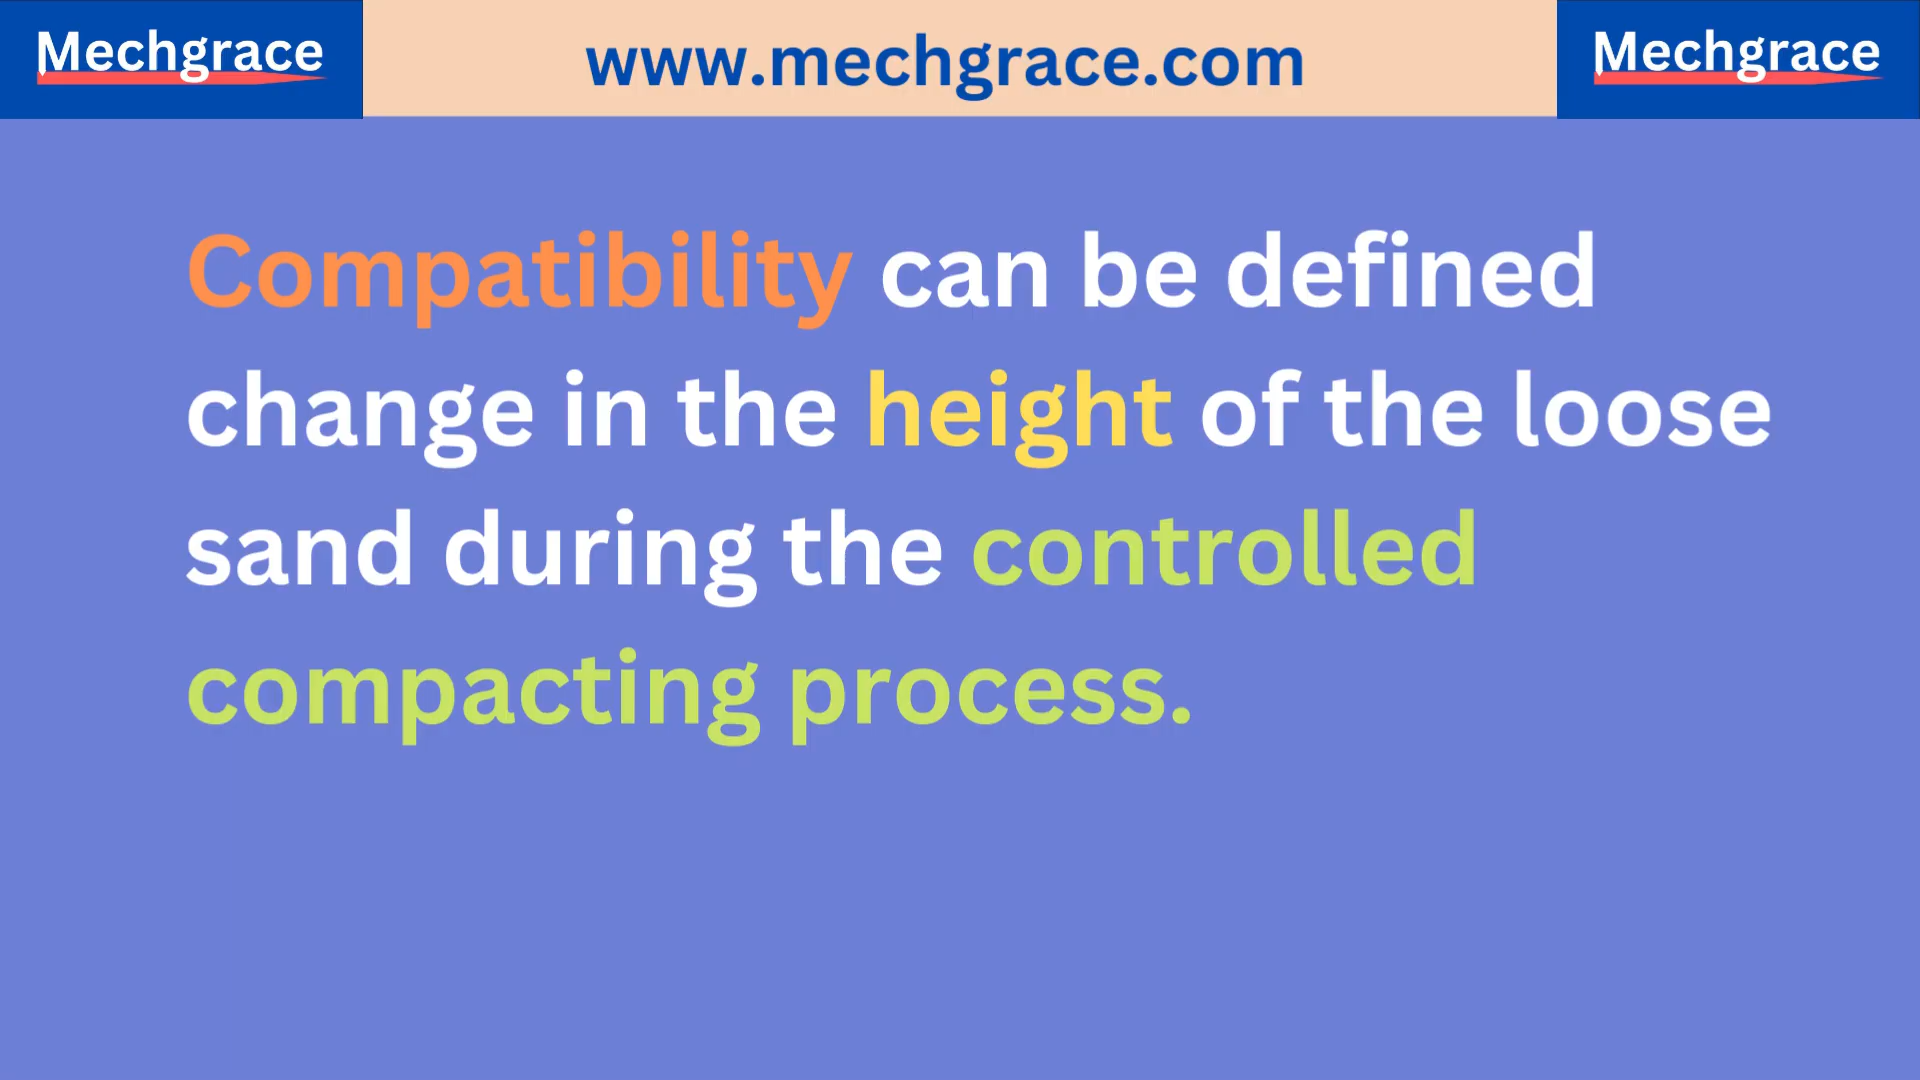 Mechgrace
www.mechgrace.com
Mechgrace
Compatibility can be defined
change in the height of the loose
sand during the controlled
compacting process.